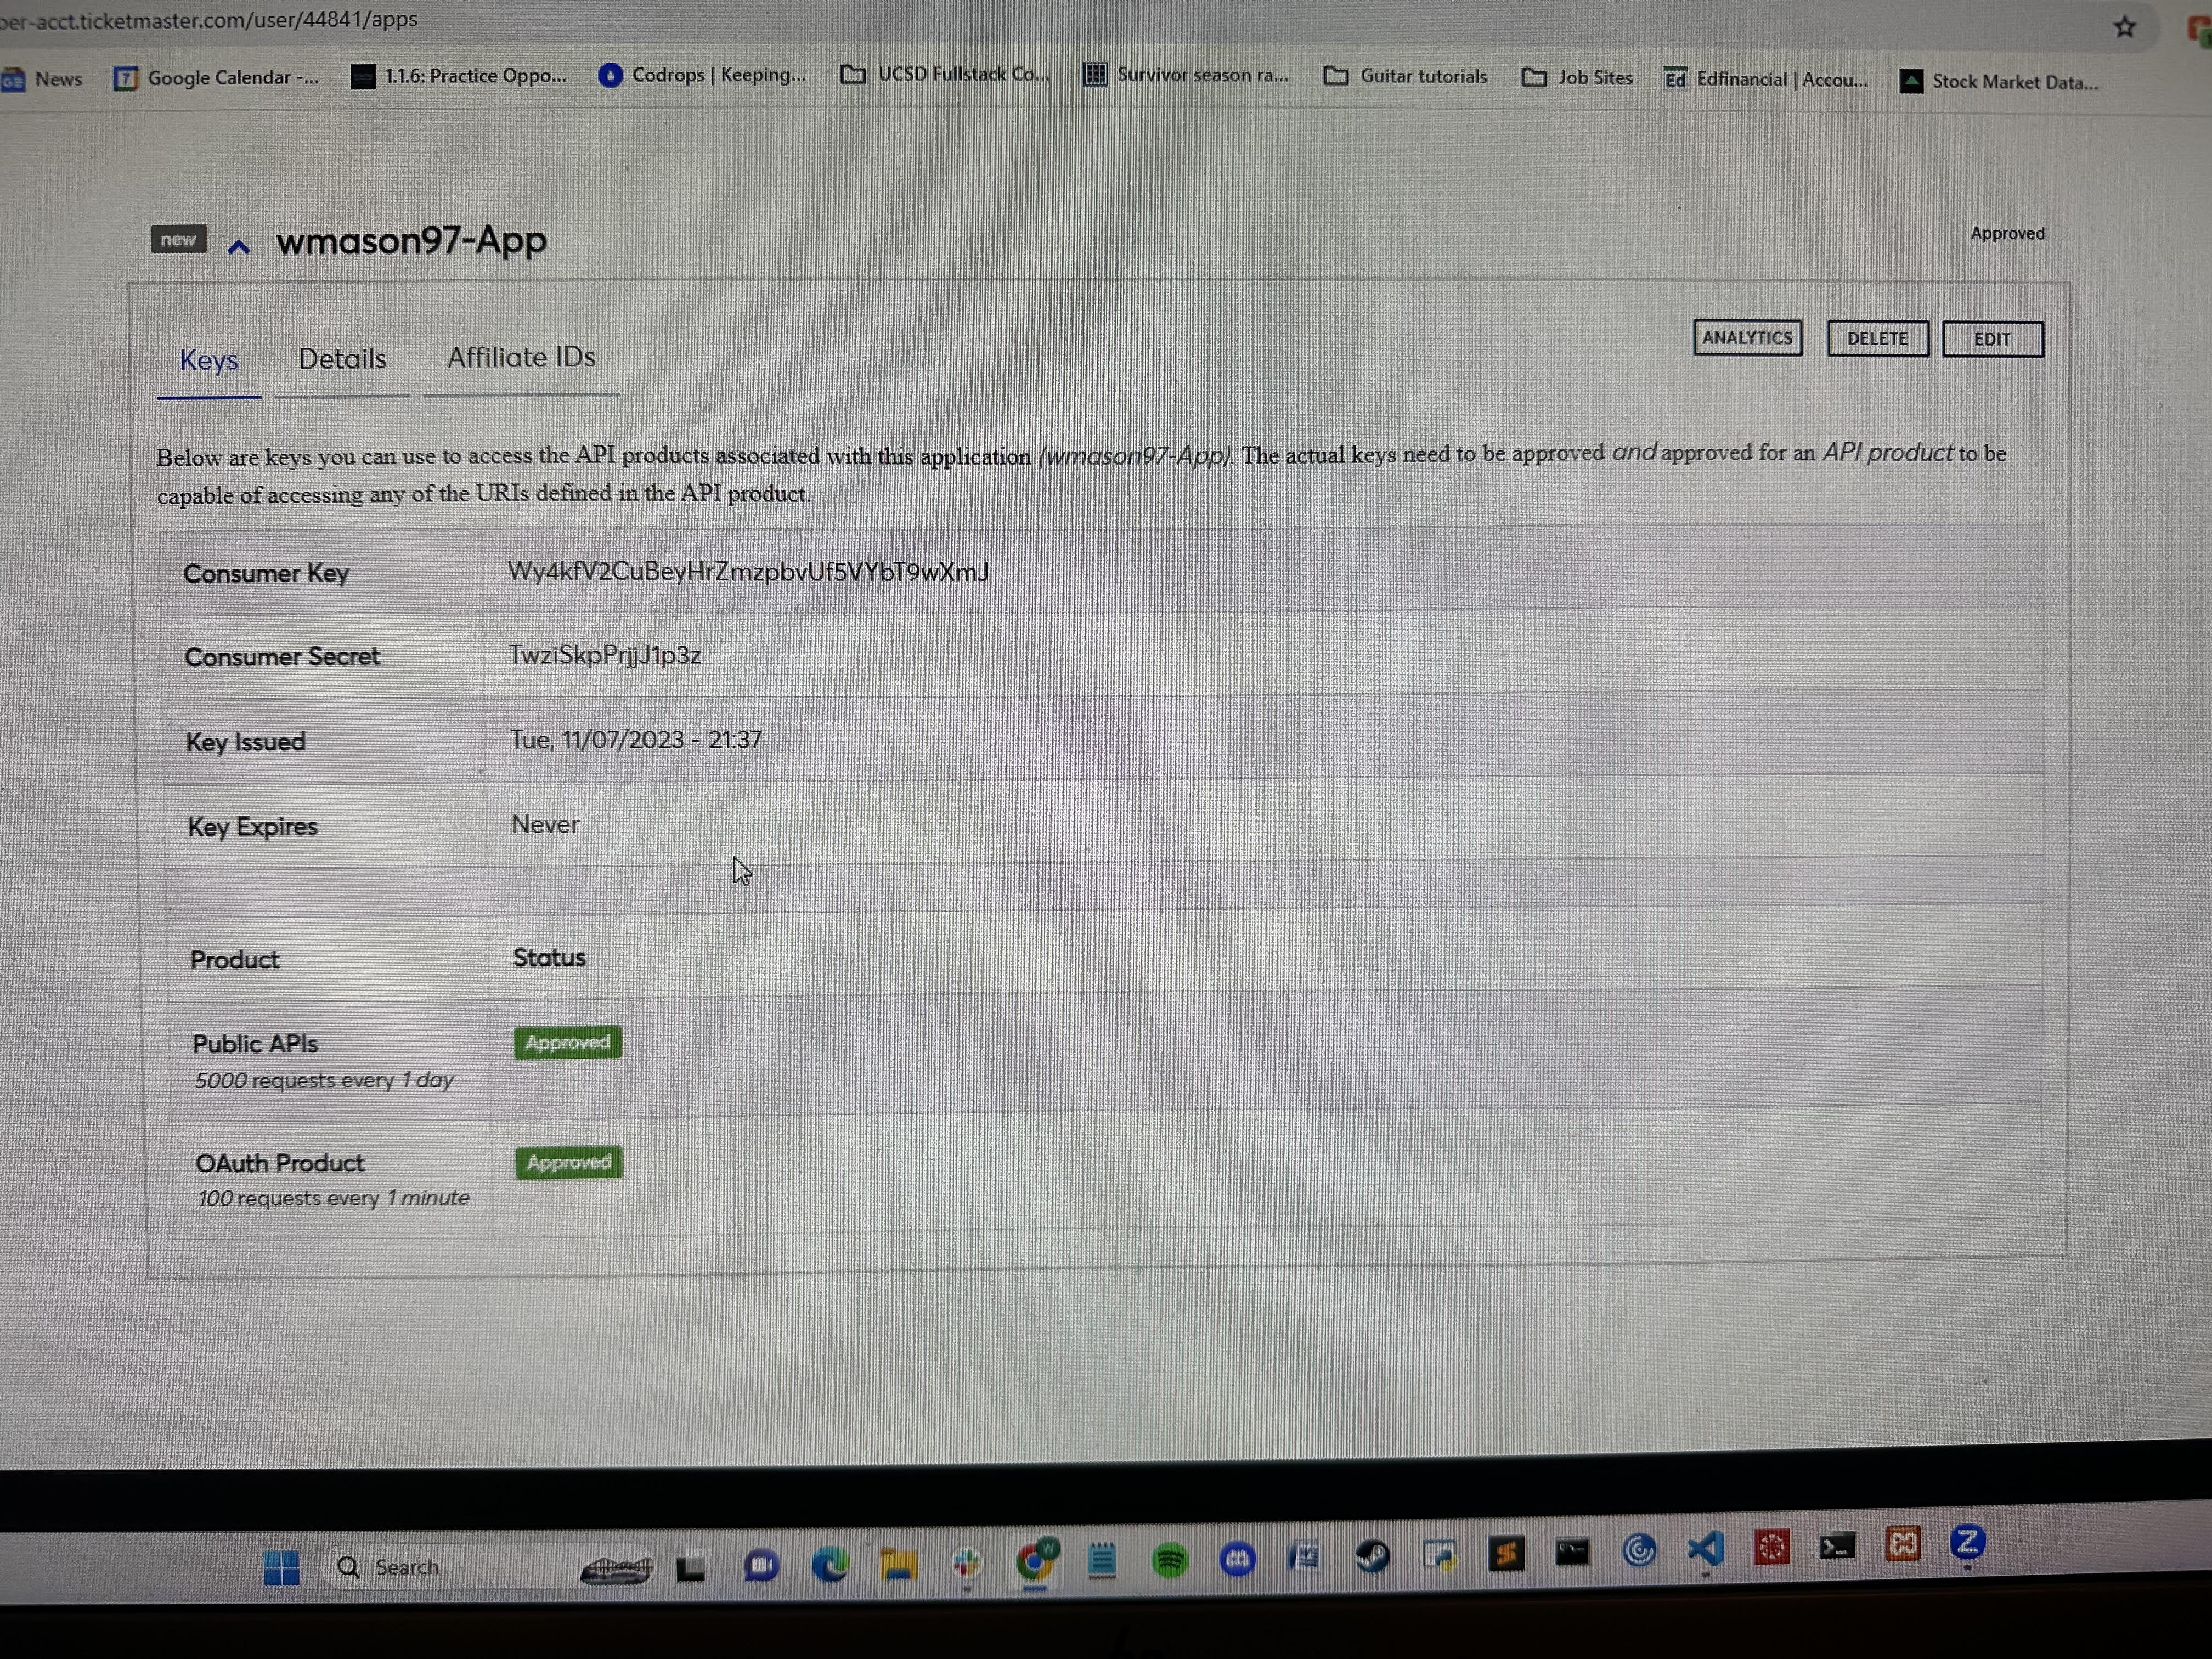 per-acct.ticketmaster.com/user/44841/apps
News
Google Calendar -...
1.1.6: Practice Oppo...
Codrops | Keeping...
UCSD Fullstack Co...
Survivor season ra...
Guitar tutorials
Job Sites
Ed
Edfinancial | Accou...
Stock Market Data...
new
wmason97-App
Approved
Keys
Details
Affiliate IDs
ANALYTICS
DELETE
EDIT
Below are keys you can use to access the API products associated with this application (wmason97-App). The actual keys need to be approved and approved for an API product to be
capable of accessing any of the URIs defined in the API product.
Consumer Key
Wy4kfV2CuBeyHrZmzpbvUf5VYbT9wXmJ
Consumer Secret
TwziSkpPrjjJ1p3z
Key Issued
Tue, 11/07/2023 - 21:37
Key Expires
Never
Product
Status
Public APIs
Approved
5000 requests every 1 day
OAuth Product
Approved
100 requests every 1 minute
Search